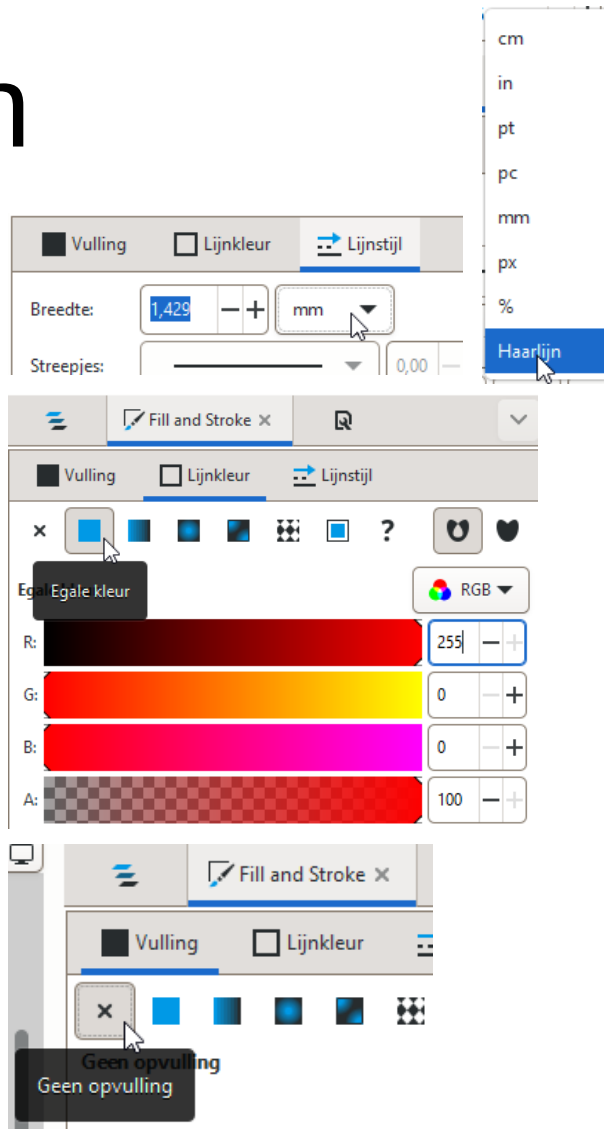 n
cm
in
pt
pc
mm
px
%
Haarlijn
Vulling Lijnkleur Lijnstijl
Breedte: 1,429 − + mm
Streepjes: 0,00 −
Fill and Stroke ×
Vulling Lijnkleur Lijnstijl
× ?
Egale kleur
RGB
R: 255 − +
G: 0 − +
B: 0 − +
A: 100 − +
Fill and Stroke ×
Vulling Lijnkleur
×
Geen opvulling
Geen opvulling